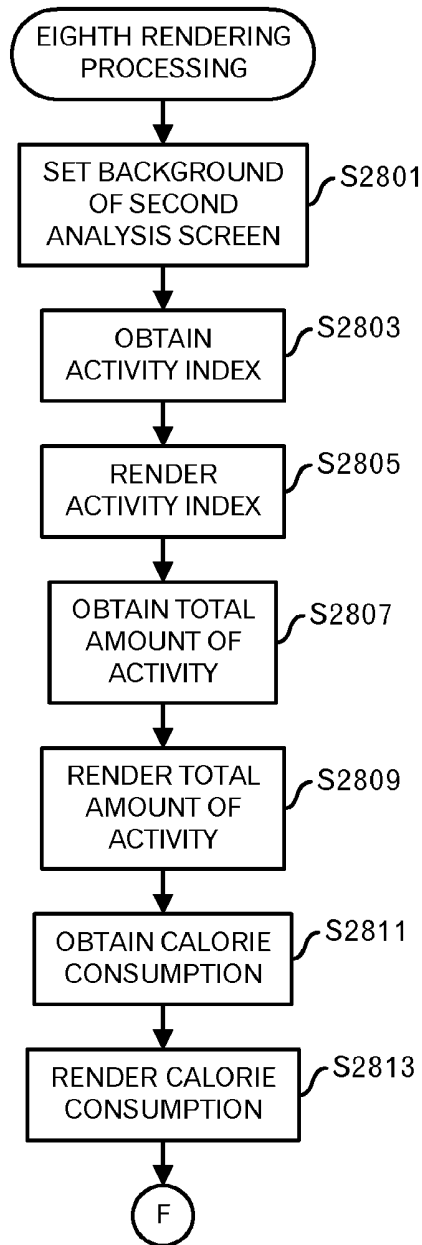 EIGHTH RENDERING
PROCESSING
SET BACKGROUND
OF SECOND
ANALYSIS SCREEN
S2801
OBTAIN
ACTIVITY INDEX
S2803
RENDER
ACTIVITY INDEX
S2805
OBTAIN TOTAL
AMOUNT OF
ACTIVITY
S2807
RENDER TOTAL
AMOUNT OF
ACTIVITY
S2809
OBTAIN CALORIE
CONSUMPTION
S2811
RENDER CALORIE
CONSUMPTION
S2813
F